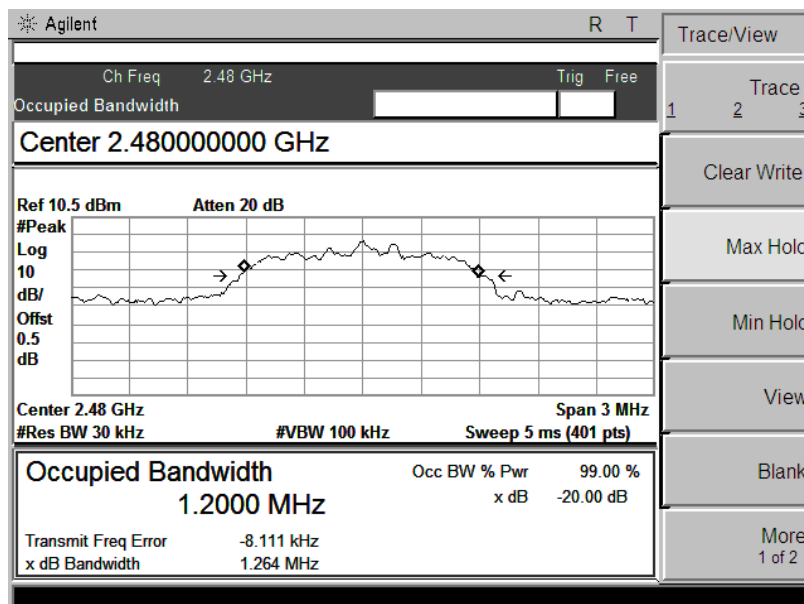 Agilent R T
Trace/View
Ch Freq 2.48 GHz Trig Free
Occupied Bandwidth
Trace
1 2 3
Center 2.480000000 GHz
Clear Write
Ref 10.5 dBm Atten 20 dB
#Peak
Log
10
dB/
Offst
0.5
dB
Max Hold
Min Hold
Center 2.48 GHz Span 3 MHz
#Res BW 30 kHz #VBW 100 kHz Sweep 5 ms (401 pts)
View
Occupied Bandwidth Occ BW % Pwr 99.00 %
1.2000 MHz x dB -20.00 dB
Transmit Freq Error -8.111 kHz
x dB Bandwidth 1.264 MHz
Blank
More
1 of 2